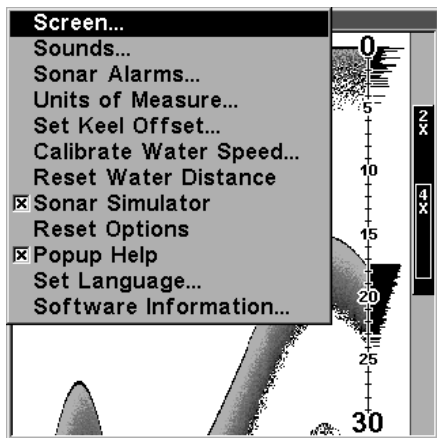 Screen...
Sounds...
Sonar Alarms...
Units of Measure...
Set Keel Offset...
Calibrate Water Speed...
Reset Water Distance
Sonar Simulator
Reset Options
Popup Help
Set Language...
Software Information...
0
5
10
15
20
25
30
2X
4X